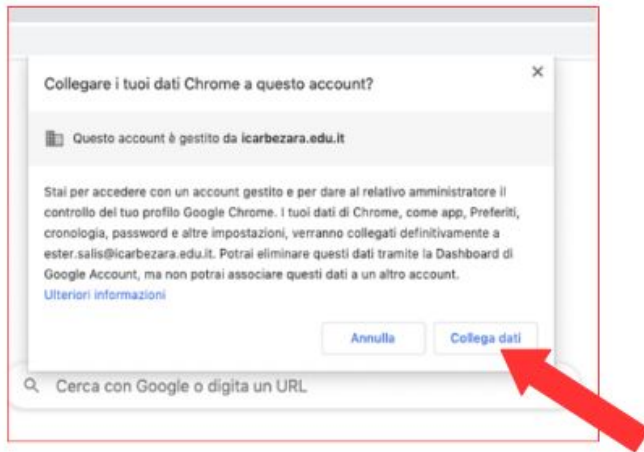 Collegare i tuoi dati Chrome a questo account?
Questo account è gestito da icarbezara.edu.it
Stai per accedere con un account gestito e per dare al relativo amministratore il
controllo del tuo profilo Google Chrome. I tuoi dati di Chrome, come app, Preferiti,
cronologia, password e altre impostazioni, verranno collegati definitivamente a
ester.salis@icarbezara.edu.it. Potrai eliminare questi dati tramite la Dashboard di
Google Account, ma non potrai associare questi dati a un altro account.
Ulteriori informazioni
Annulla Collega dati
Cerca con Google o digita un URL